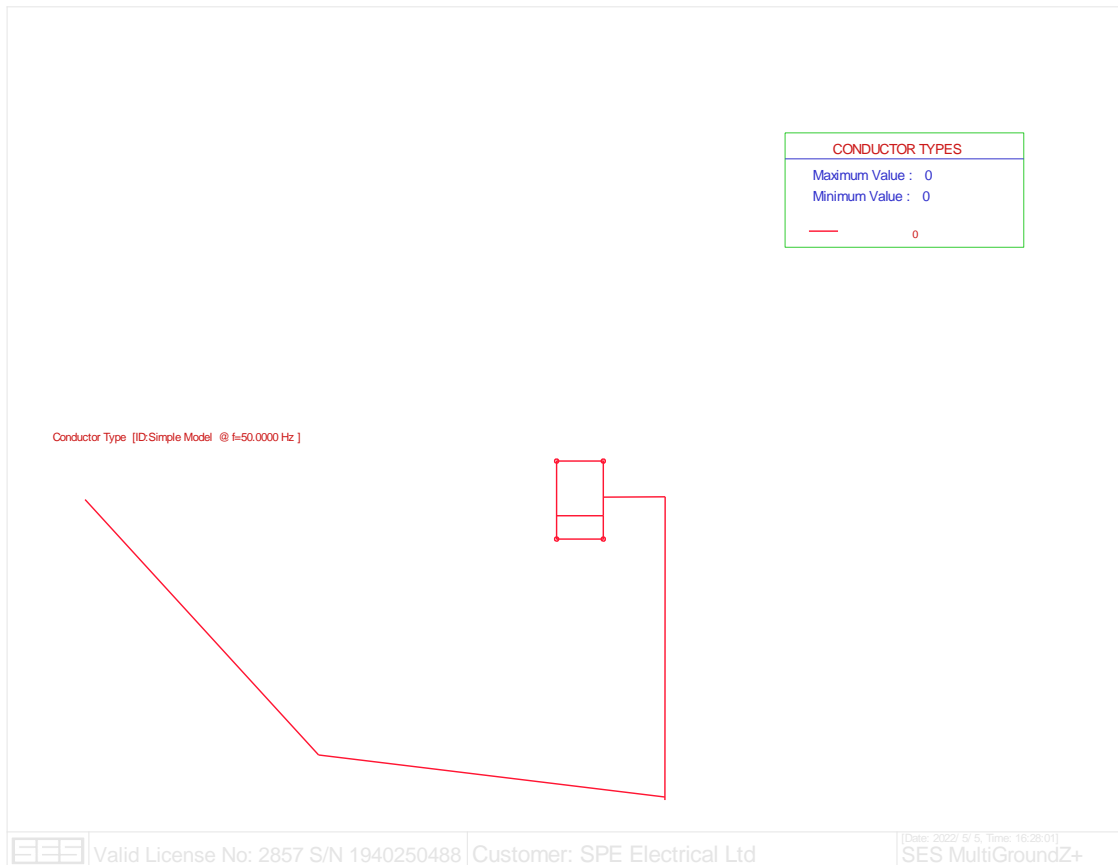 CONDUCTOR TYPES
Maximum Value : 0
Minimum Value : 0
0
Conductor Type [ID:Simple Model @ f=50.0000 Hz ]
[Date: 2022/ 5/ 5, Time: 16:28:01]
Valid License No: 2857 S/N 1940250488 Customer: SPE Electrical Ltd SES MultiGroundZ+